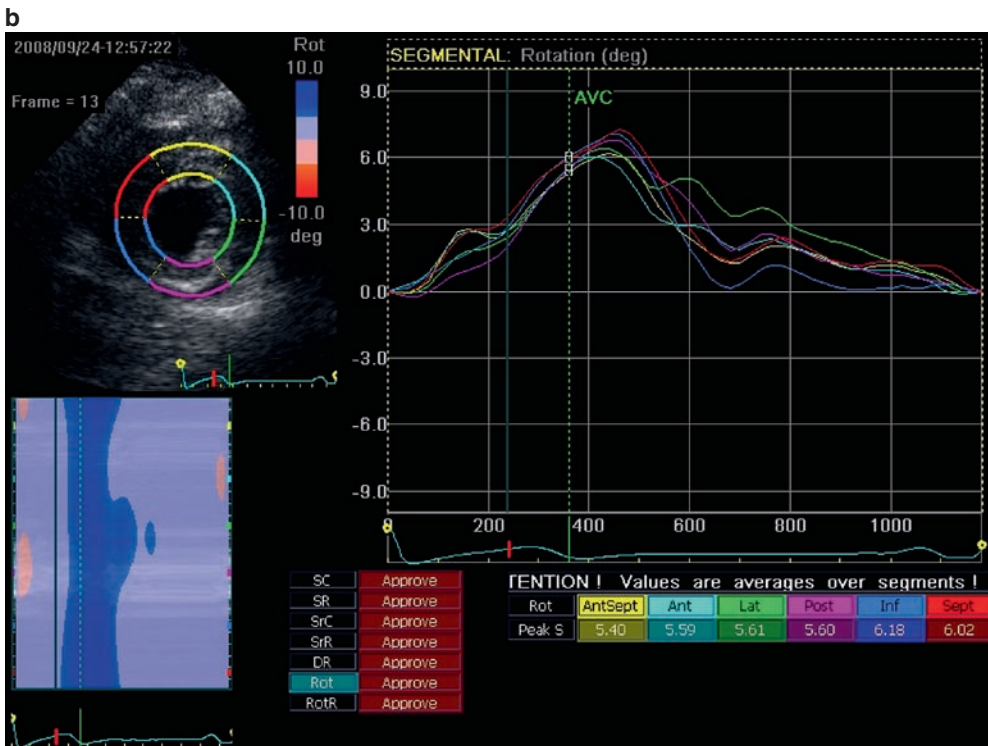 b
2008/09/24-12:57:22
Rot
10.0
Frame = 13
-10.0
deg
SEGMENTAL: Rotation (deg)
AVC
9.0
6.0
3.0
0.0
-3.0
-6.0
-9.0
0 200 400 600 800 1000
SC Approve
SR Approve
SrC Approve
SrR Approve
DR Approve
Rot Approve
RotR Approve
TENTION ! Values are averages over segments !
Rot AntSept Ant Lat Post Inf Sept
Peak S 5.40 5.59 5.61 5.60 6.18 6.02